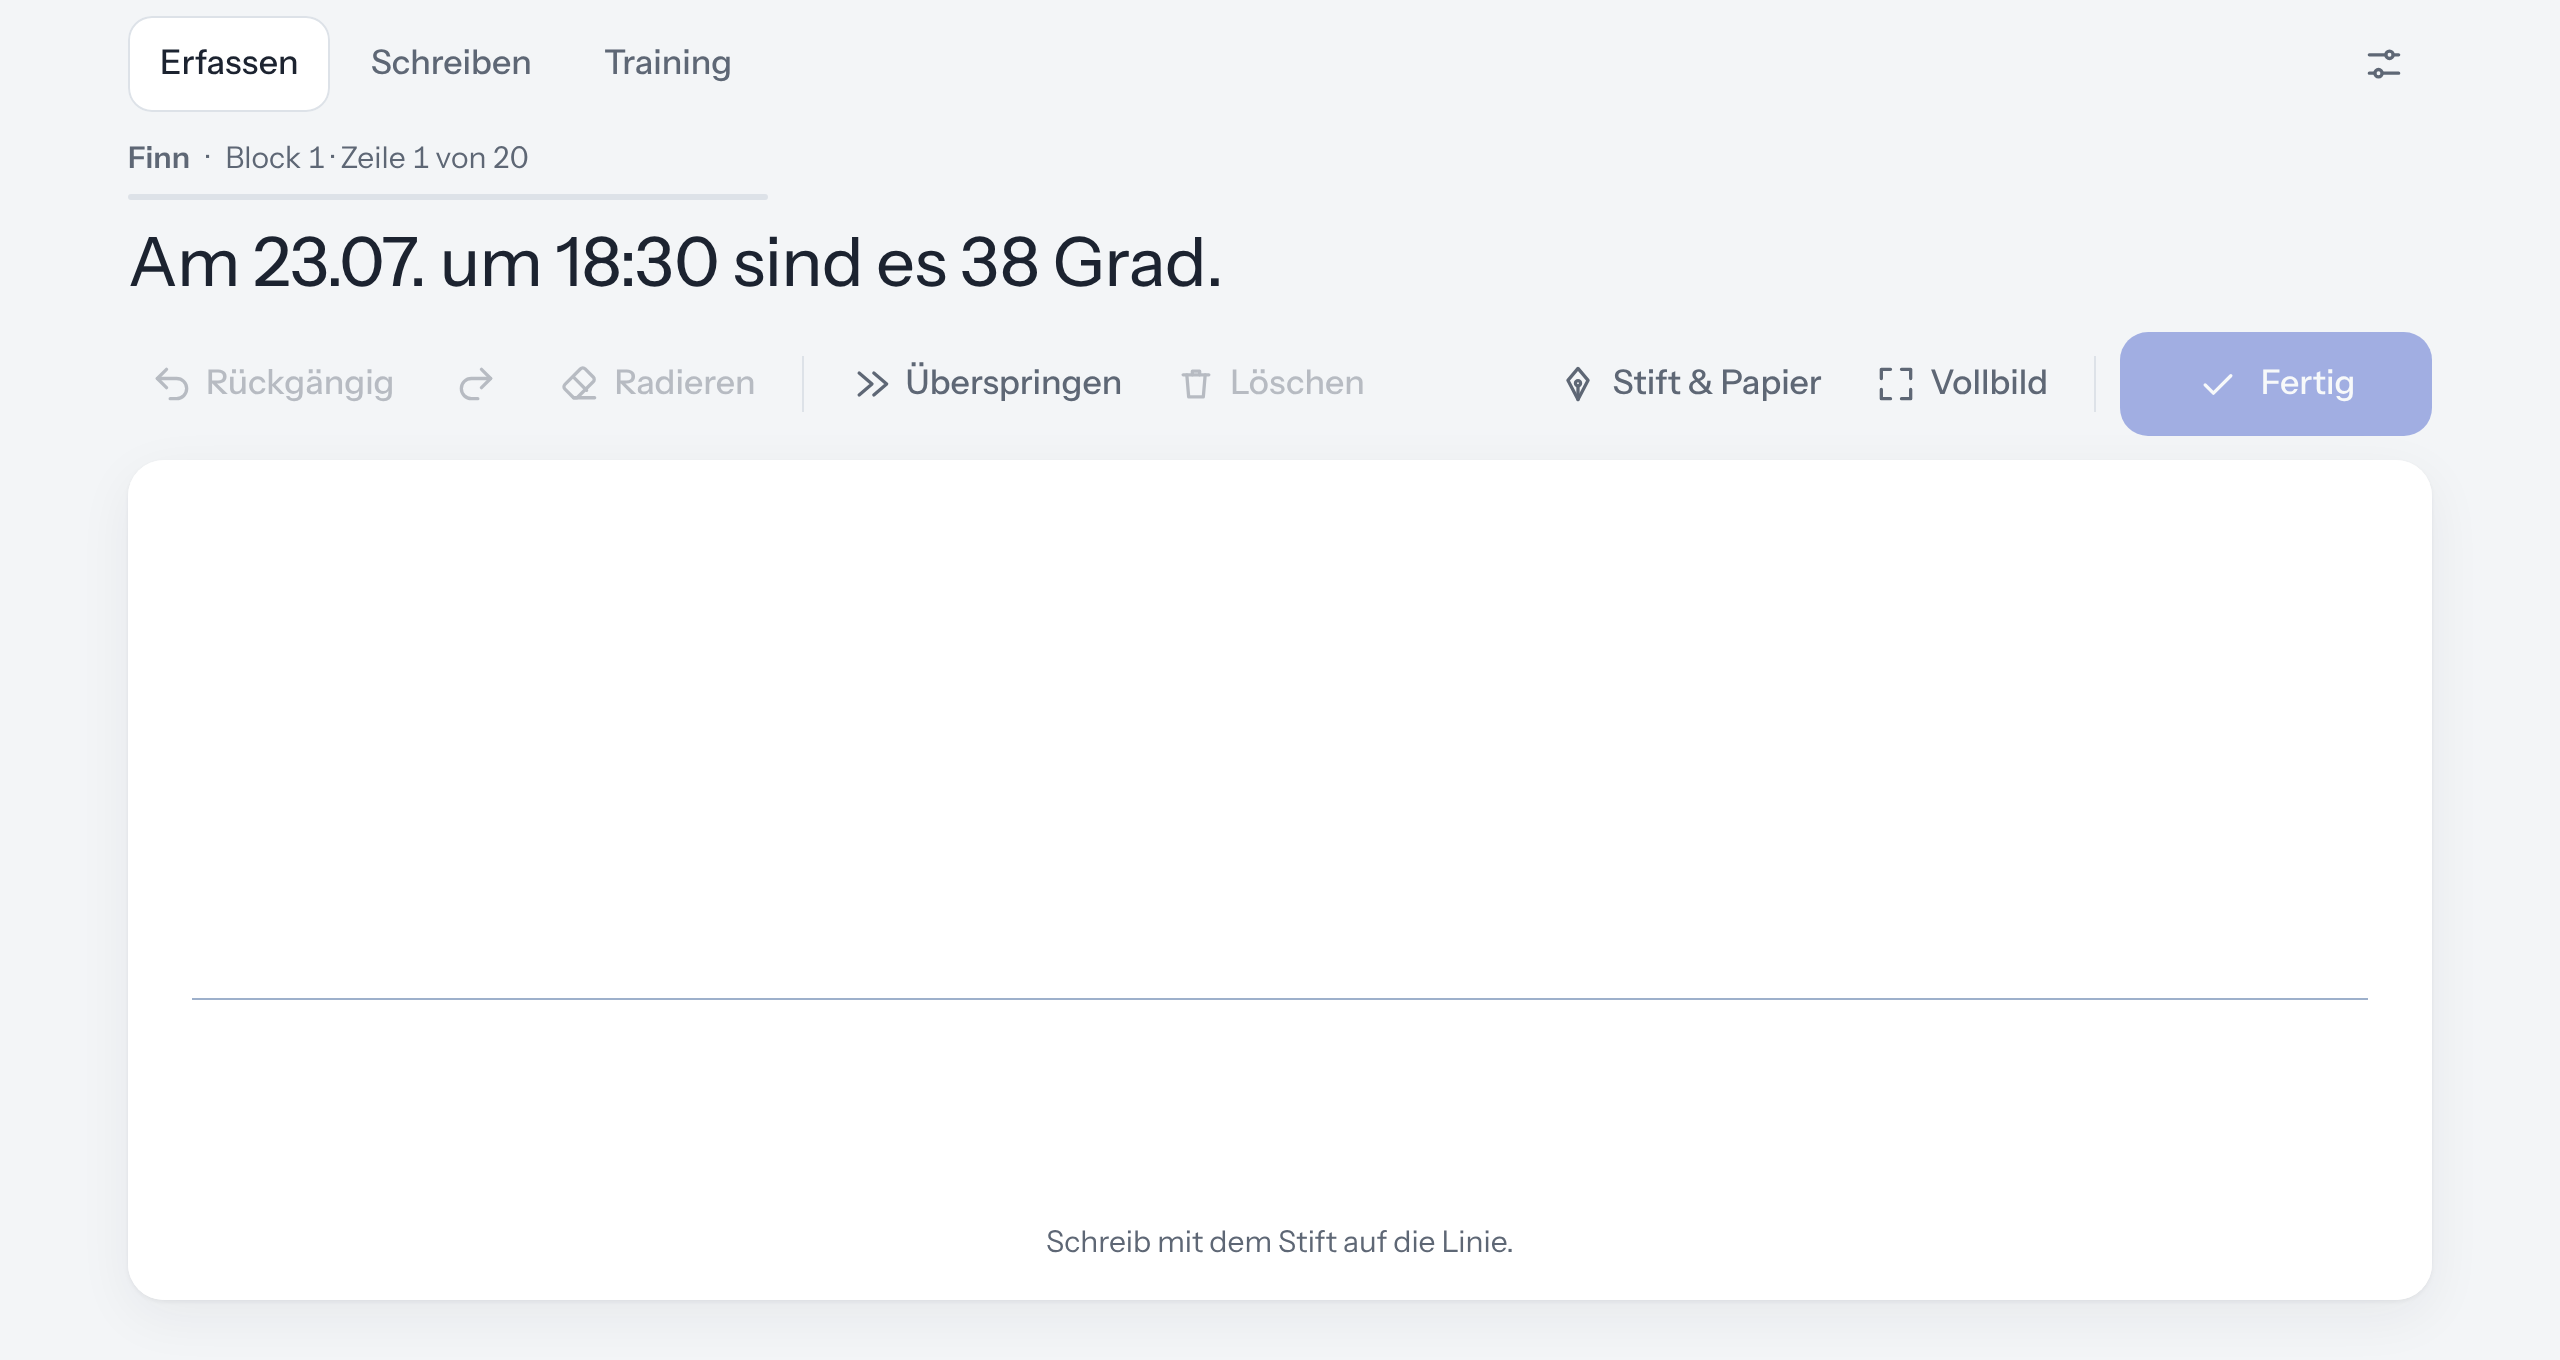 Erfassen Schreiben Training
Finn · Block 1 · Zeile 1 von 20
Am 23.07. um 18:30 sind es 38 Grad.
Rückgängig Radieren Überspringen Löschen Stift & Papier Vollbild Fertig
Schreib mit dem Stift auf die Linie.